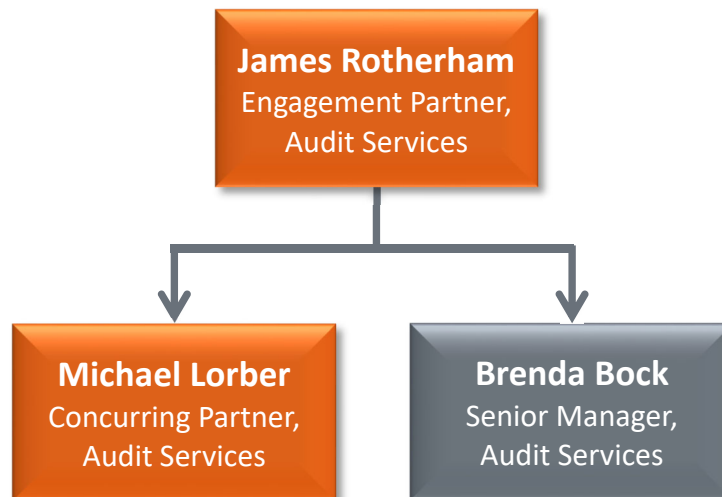 James Rotherham
Engagement Partner,
Audit Services
Michael Lorber
Concurring Partner,
Audit Services
Brenda Bock
Senior Manager,
Audit Services